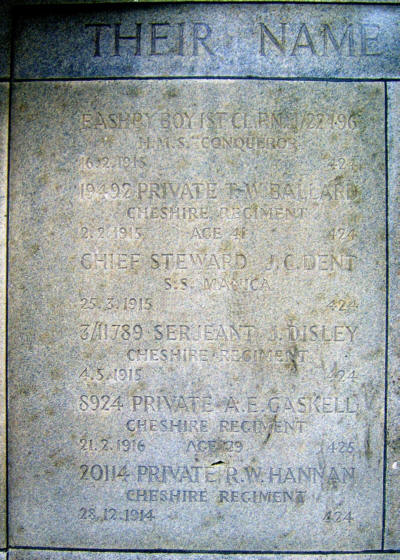 THEIR NAME
EASHBY BOY 1ST CL. R.N. J/27496
H.M.S. "CONQUEROR"
16.2.1915 424
19492 PRIVATE T.W. BALLARD
CHESHIRE REGIMENT
2.2.1915 AGE 41 424
CHIEF STEWARD J.C. DENT
S.S. MANICA
25.3.1915 424
3/11789 SERJEANT J. DISLEY
CHESHIRE REGIMENT
4.5.1915 424
8924 PRIVATE A.E. GASKELL
CHESHIRE REGIMENT
21.2.1916 AGE 29 425
20114 PRIVATE R.W. HANNAN
CHESHIRE REGIMENT
28.12.1914 424